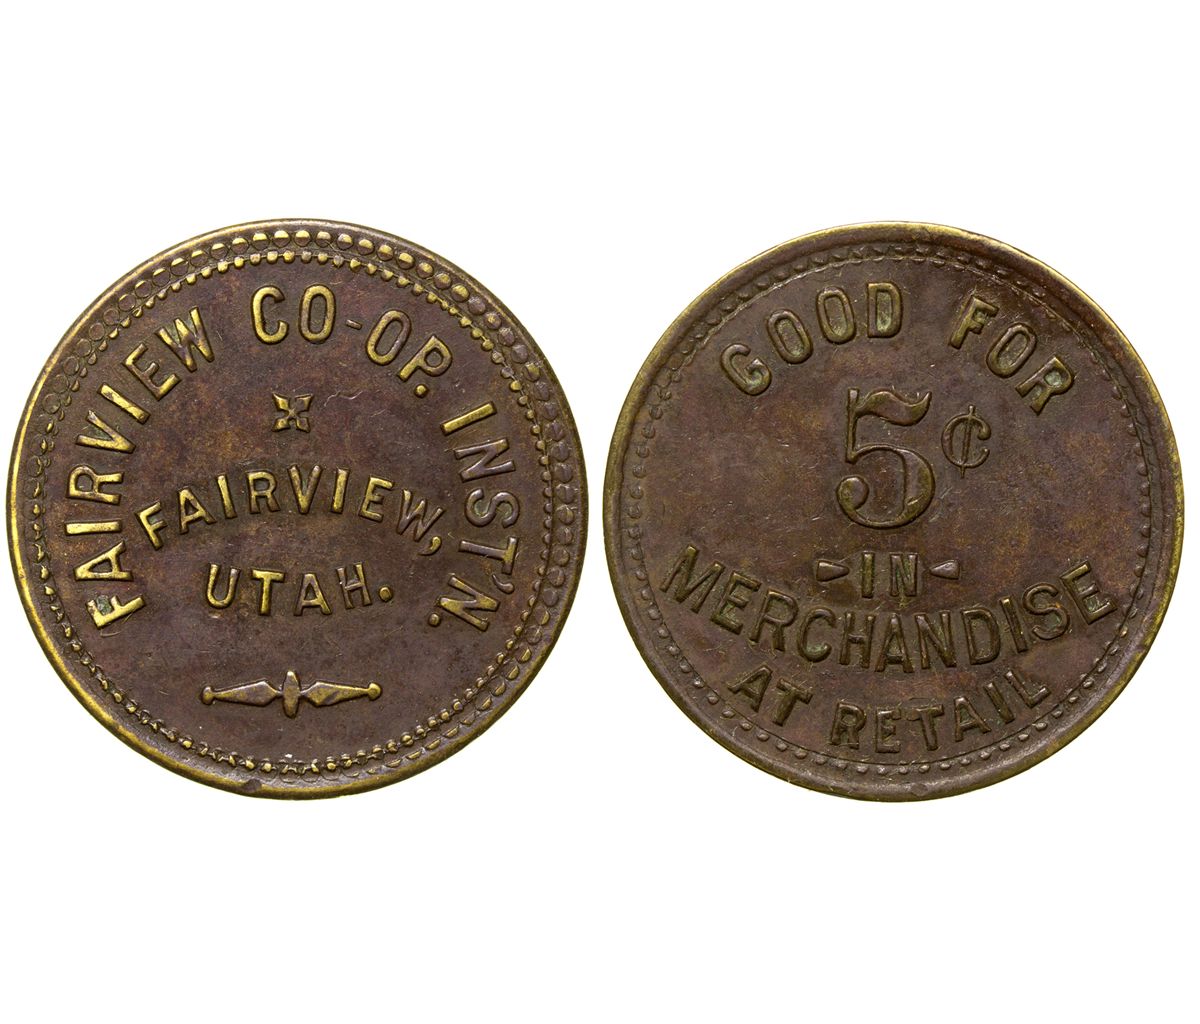 FAIRVIEW CO-OP. INST'N.
FAIRVIEW,
UTAH.
GOOD FOR
5¢
IN
MERCHANDISE
AT RETAIL